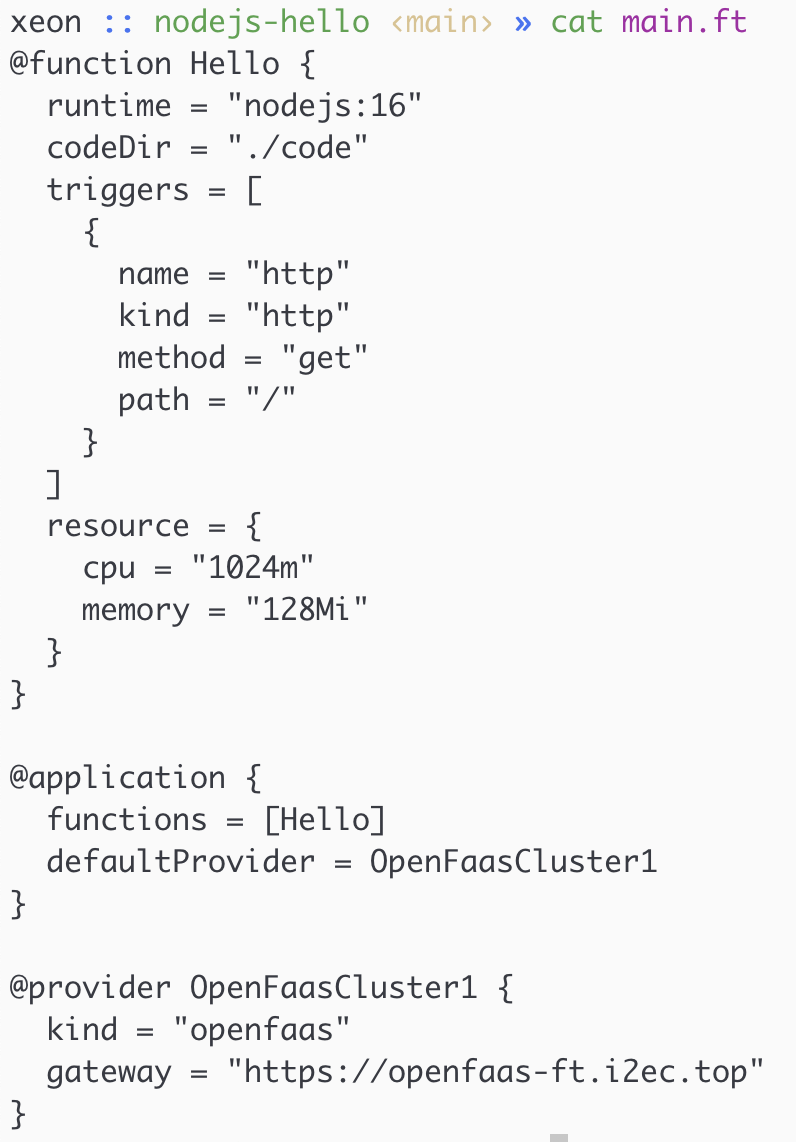 xeon :: nodejs-hello ‹main› » cat main.ft
@function Hello {
  runtime = "nodejs:16"
  codeDir = "./code"
  triggers = [
    {
      name = "http"
      kind = "http"
      method = "get"
      path = "/"
    }
  ]
  resource = {
    cpu = "1024m"
    memory = "128Mi"
  }
}

@application {
  functions = [Hello]
  defaultProvider = OpenFaasCluster1
}

@provider OpenFaasCluster1 {
  kind = "openfaas"
  gateway = "https://openfaas-ft.i2ec.top"
}